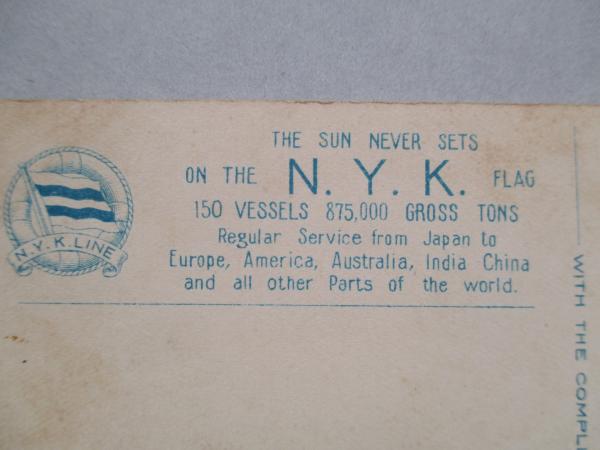 THE SUN NEVER SETS
ON THE N. Y. K. FLAG
150 VESSELS 875,000 GROSS TONS
Regular Service from Japan to
Europe, America, Australia, India China
and all other Parts of the world.
N.Y.K. LINE
WITH THE